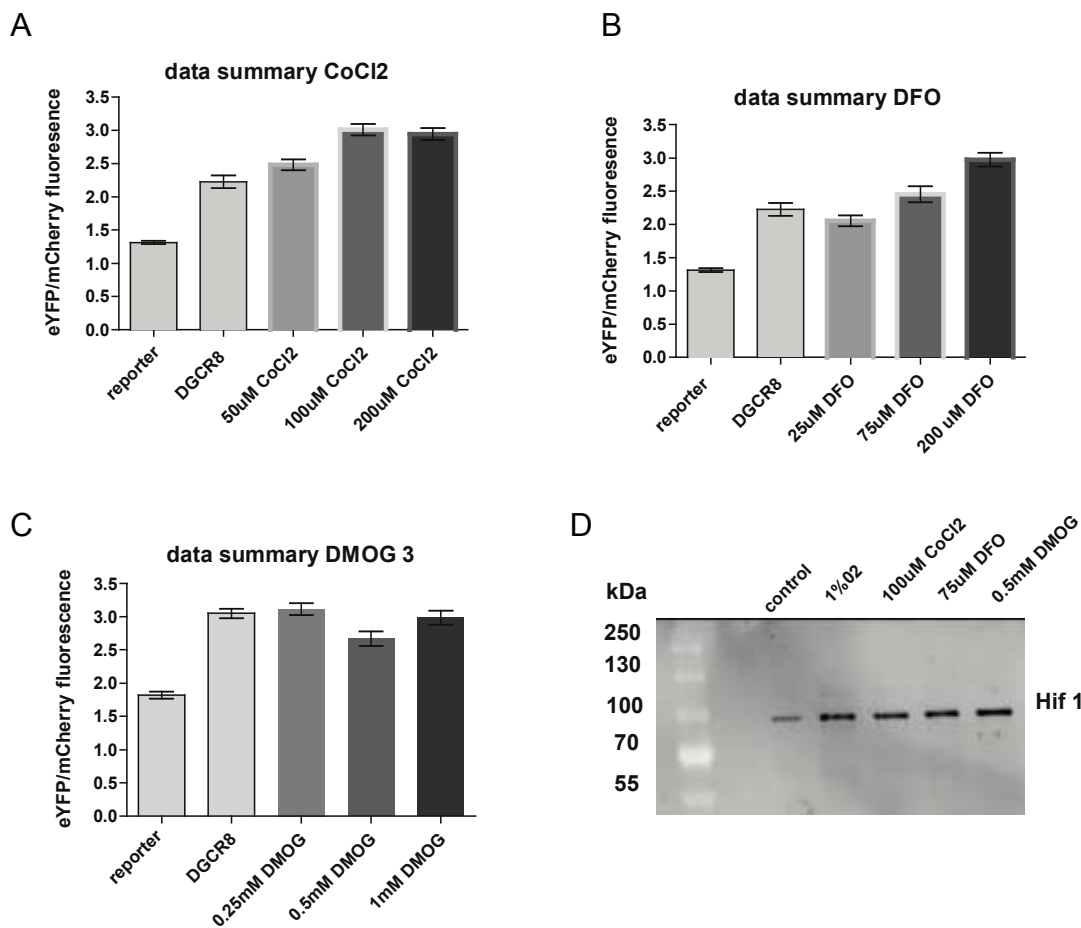 A
data summary CoCl2
eYFP/mCherry fluoresence
3.5
3.0
2.5
2.0
1.5
1.0
0.5
0.0
reporter
DGCR8
50uM CoCl2
100uM CoCl2
200uM CoCl2
B
data summary DFO
eYFP/mCherry fluoresence
3.5
3.0
2.5
2.0
1.5
1.0
0.5
0.0
reporter
DGCR8
25uM DFO
75uM DFO
200 uM DFO
C
data summary DMOG 3
eYFP/mCherry fluorescence
3.5
3.0
2.5
2.0
1.5
1.0
0.5
0.0
reporter
DGCR8
0.25mM DMOG
0.5mM DMOG
1mM DMOG
D
control
1%02
100uM CoCl2
75uM DFO
0.5mM DMOG
kDa
250
130
100
70
55
Hif 1